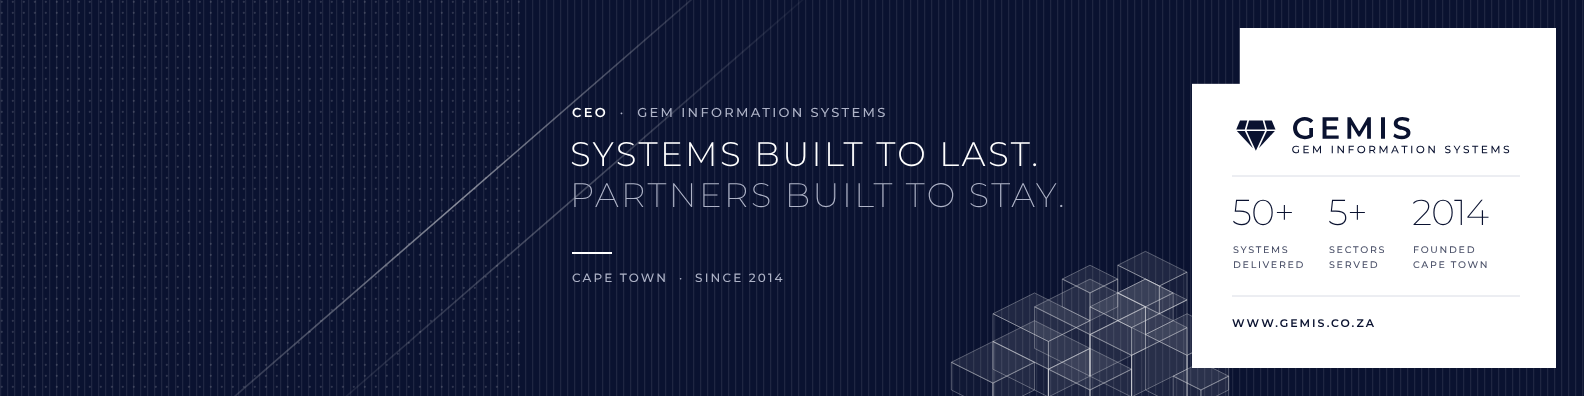 CEO · GEM INFORMATION SYSTEMS
SYSTEMS BUILT TO LAST.
PARTNERS BUILT TO STAY.
CAPE TOWN · SINCE 2014
GEMIS
GEM INFORMATION SYSTEMS
50+ 5+ 2014
SYSTEMS SECTORS FOUNDED
DELIVERED SERVED CAPE TOWN
WWW.GEMIS.CO.ZA